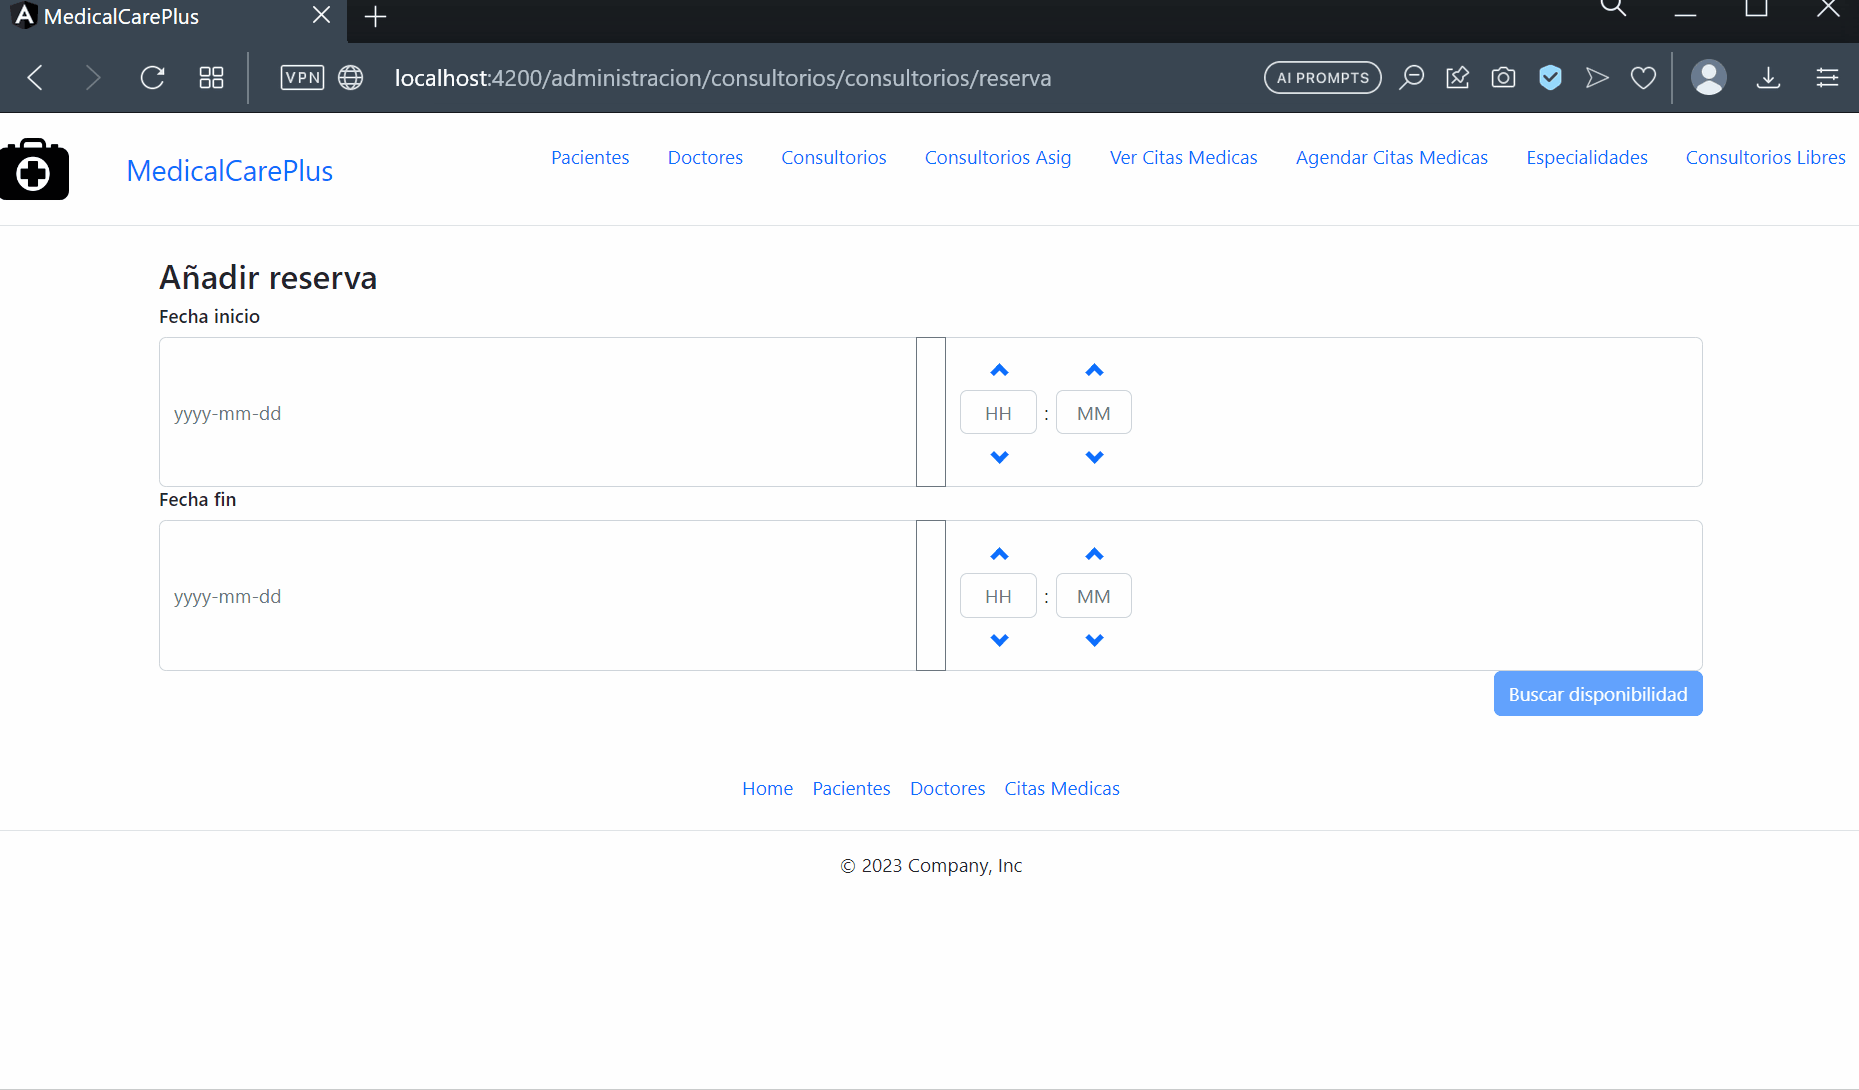 MedicalCarePlus
VPN localhost:4200/administracion/consultorios/consultorios/reserva AI PROMPTS
MedicalCarePlus Pacientes Doctores Consultorios Consultorios Asig Ver Citas Medicas Agendar Citas Medicas Especialidades Consultorios Libres
Añadir reserva
Fecha inicio
yyyy-mm-dd HH : MM
Fecha fin
yyyy-mm-dd HH : MM
Buscar disponibilidad
Home Pacientes Doctores Citas Medicas
© 2023 Company, Inc